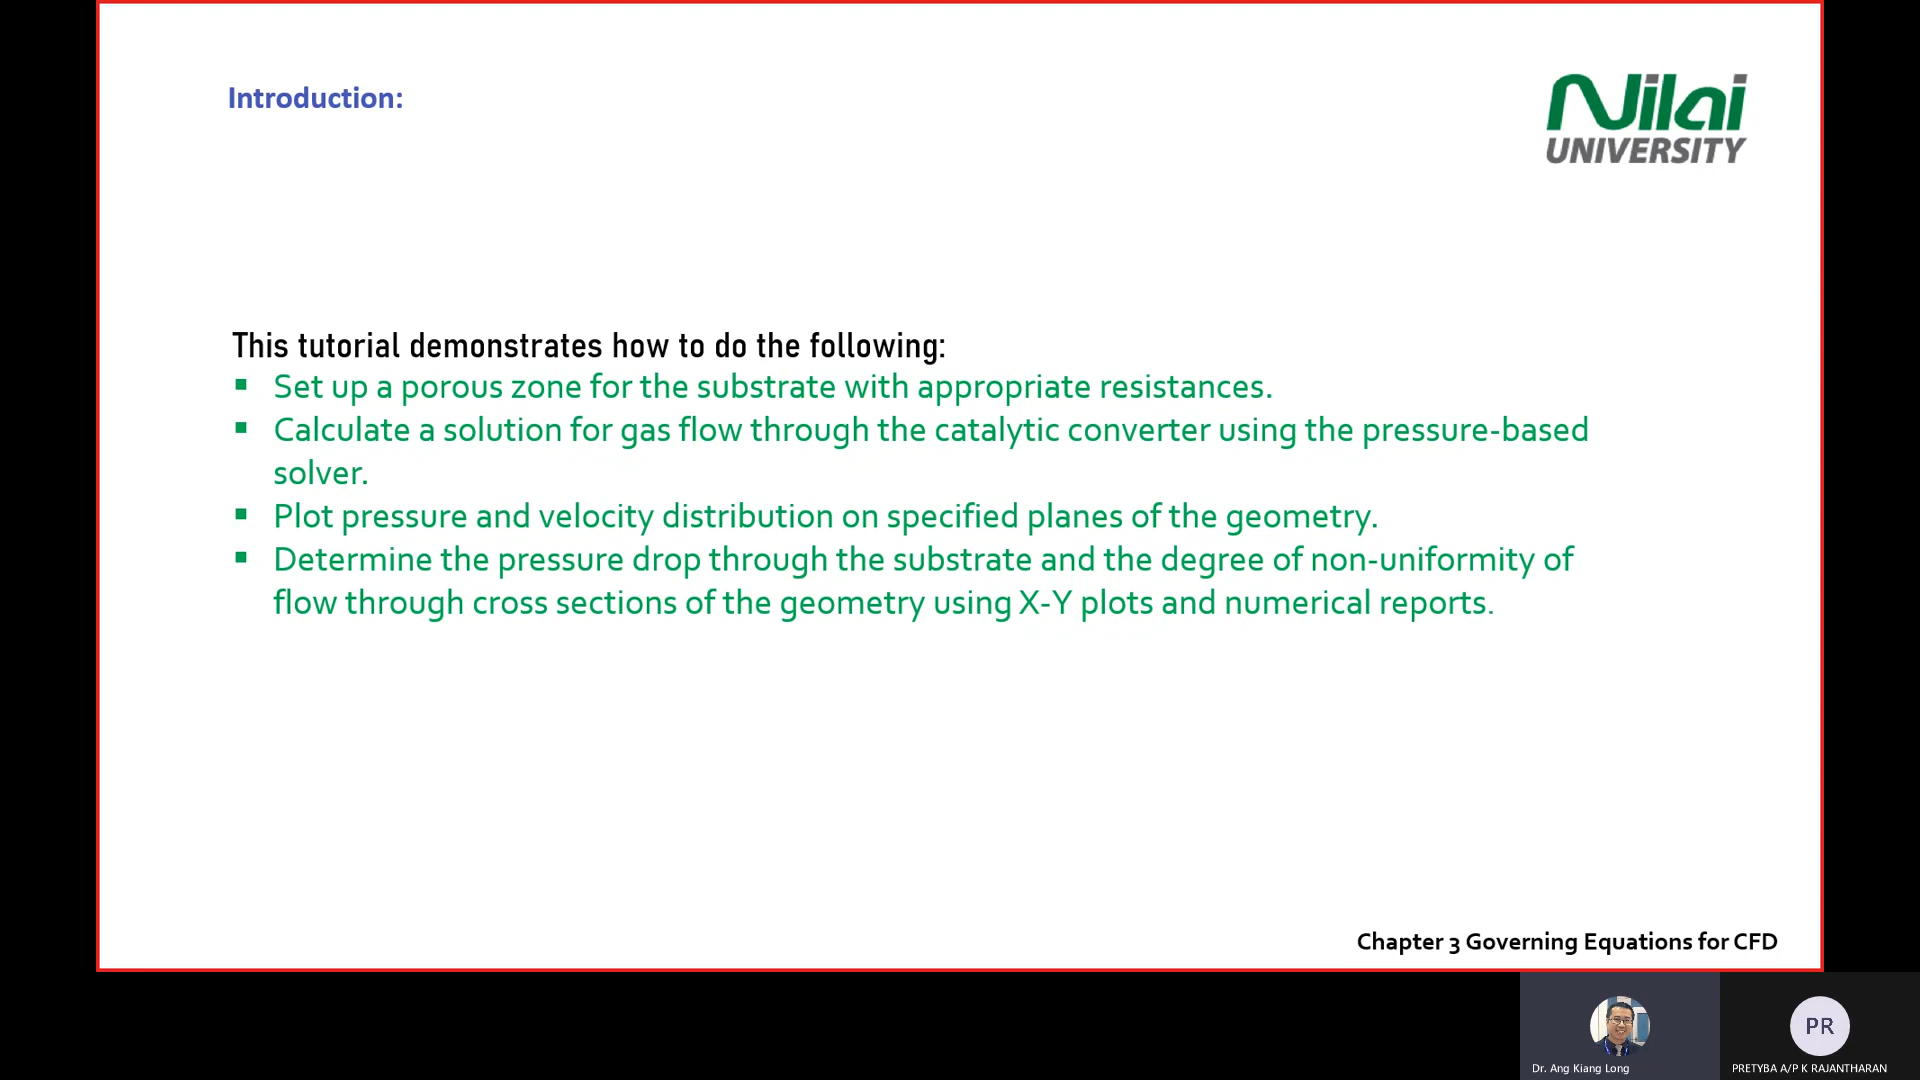 Introduction:
Nilai
UNIVERSITY
This tutorial demonstrates how to do the following:
▪ Set up a porous zone for the substrate with appropriate resistances.
▪ Calculate a solution for gas flow through the catalytic converter using the pressure-based
solver.
▪ Plot pressure and velocity distribution on specified planes of the geometry.
▪ Determine the pressure drop through the substrate and the degree of non-uniformity of
flow through cross sections of the geometry using X-Y plots and numerical reports.
Chapter 3 Governing Equations for CFD
PR
Dr. Ang Kiang Long
PRETYBA A/P K RAJANTHARAN